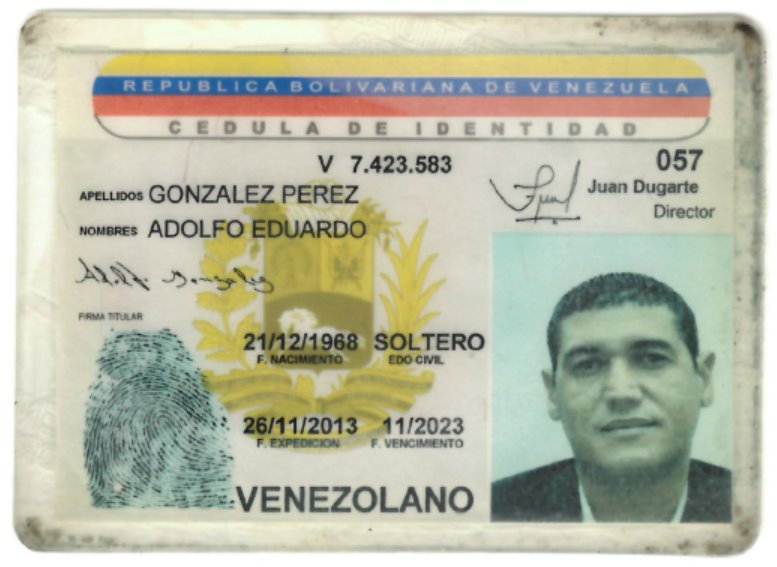 REPUBLICA BOLIVARIANA DE VENEZUELA
CEDULA DE IDENTIDAD
V 7.423.583
057
APELLIDOS GONZALEZ PEREZ
Juan Dugarte
Director
NOMBRES ADOLFO EDUARDO
FIRMA TITULAR
21/12/1968 SOLTERO
F. NACIMIENTO EDO CIVIL
26/11/2013 11/2023
F. EXPEDICION F. VENCIMIENTO
VENEZOLANO